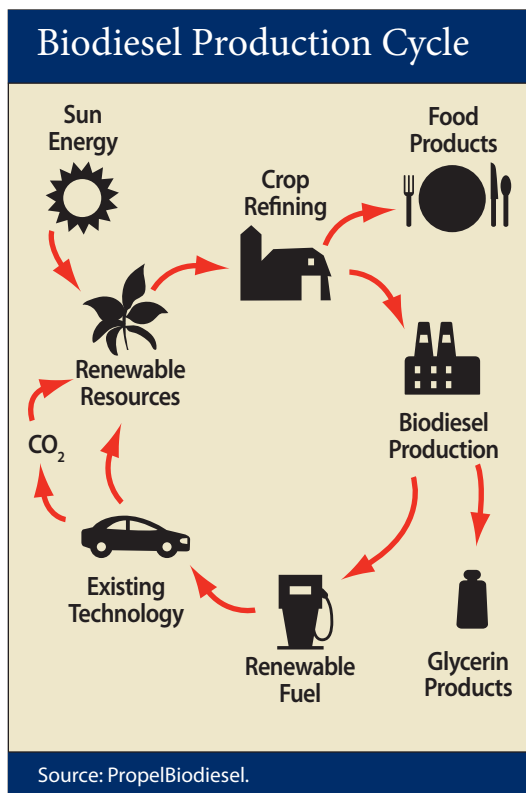 Biodiesel Production Cycle
Sun
Energy
Food
Products
Crop
Refining
Renewable
Resources
Biodiesel
Production
CO₂
Existing
Technology
Renewable
Fuel
Glycerin
Products
Source: PropelBiodiesel.